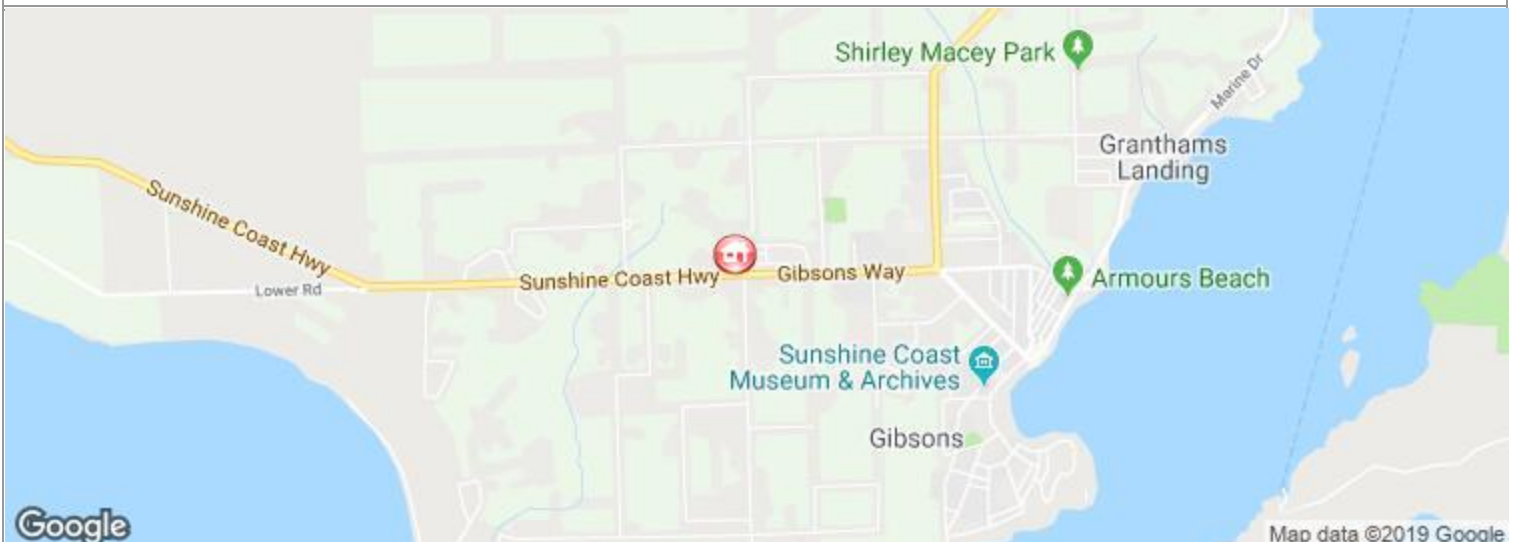 Shirley Macey Park
Marine Dr
Granthams
Landing
Sunshine Coast Hwy
Lower Rd
Sunshine Coast Hwy
Gibsons Way
Armours Beach
Sunshine Coast
Museum & Archives
Gibsons
Google
Map data ©2019 Google